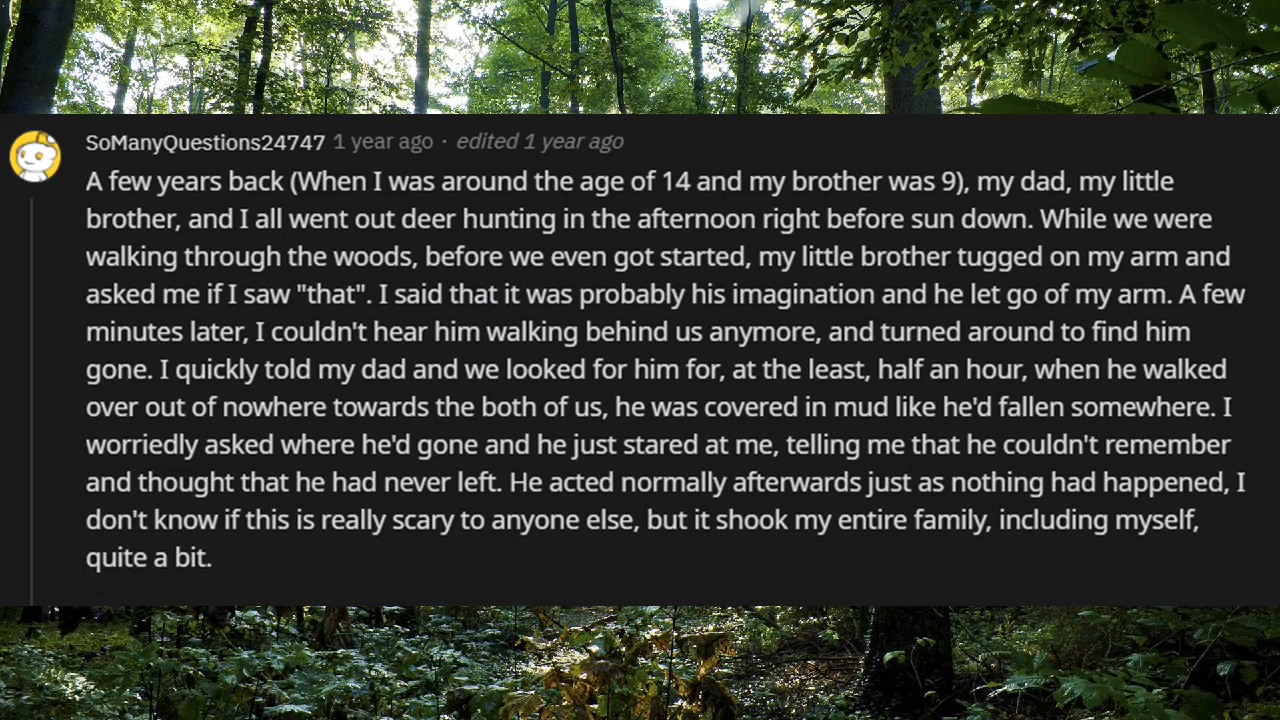 SoManyQuestions24747 1 year ago · edited 1 year ago
A few years back (When I was around the age of 14 and my brother was 9), my dad, my little
brother, and I all went out deer hunting in the afternoon right before sun down. While we were
walking through the woods, before we even got started, my little brother tugged on my arm and
asked me if I saw "that". I said that it was probably his imagination and he let go of my arm. A few
minutes later, I couldn't hear him walking behind us anymore, and turned around to find him
gone. I quickly told my dad and we looked for him for, at the least, half an hour, when he walked
over out of nowhere towards the both of us, he was covered in mud like he'd fallen somewhere. I
worriedly asked where he'd gone and he just stared at me, telling me that he couldn't remember
and thought that he had never left. He acted normally afterwards just as nothing had happened, I
don't know if this is really scary to anyone else, but it shook my entire family, including myself,
quite a bit.